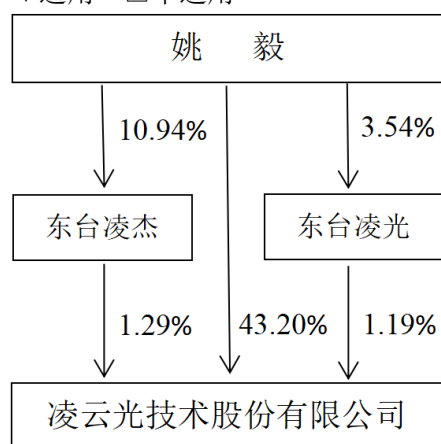 姚 毅
10.94%
3.54%
东台凌杰
东台凌光
1.29%
43.20%
1.19%
凌云光技术股份有限公司